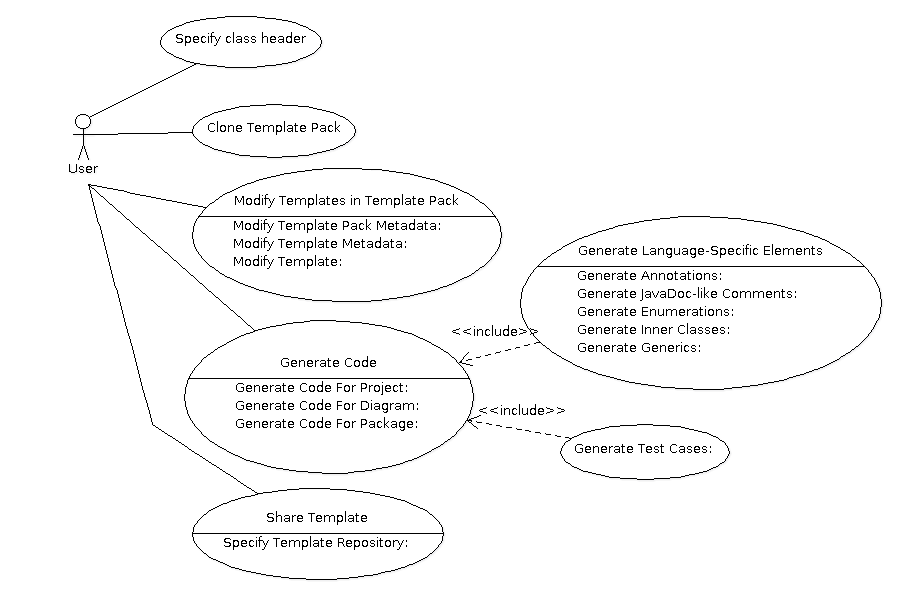 Specify class header
Clone Template Pack
User
Modify Templates in Template Pack
Modify Template Pack Metadata:
Modify Template Metadata:
Modify Template:
Generate Language-Specific Elements
Generate Annotations:
Generate JavaDoc-like Comments:
Generate Enumerations:
Generate Inner Classes:
Generate Generics:
<<include>>
Generate Code
Generate Code For Project:
Generate Code For Diagram:
Generate Code For Package:
<<include>>
Generate Test Cases:
Share Template
Specify Template Repository: